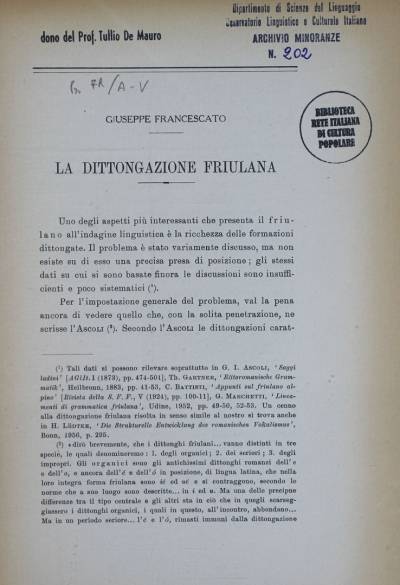 Dipartimento di Scienze del Linguaggio
Osservatorio Linguistico e Culturale Italiano
dono del Prof. Tullio De Mauro
ARCHIVIO MINORANZE
N. 202
FR/A-V
GIUSEPPE FRANCESCATO
BIBLIOTECA
RETE ITALIANA
DI CULTURA
POPOLARE
LA DITTONGAZIONE FRIULANA
Uno degli aspetti più interessanti che presenta il friu-
lano all'indagine linguistica è la ricchezza delle formazioni
dittongate. Il problema è stato variamente discusso, ma non
esiste su di esso una precisa presa di posizione; gli stessi
dati su cui si sono basate finora le discussioni sono insuffi-
cienti e poco sistematici (¹).
Per l'impostazione generale del problema, val la pena
ancora di vedere quello che, con la solita penetrazione, ne
scrisse l'ASCOLI (²). Secondo l'ASCOLI le dittongazioni carat-
(¹) Tali dati si possono rilevare soprattutto in G. I. ASCOLI, 'Saggi
ladini' [AGIIt. I (1873), pp. 474-501], TH. GARTNER, 'Rätoromanische Gram-
matik', Heilbronn, 1883, pp. 41-53, C. BATTISTI, 'Appunti sul friulano al-
pino' [Rivista della S. F. F., V (1924), pp. 100-11], G. MARCHETTI, 'Linea-
menti di grammatica friulana', Udine, 1952, pp. 49-50, 52-53. Un cenno
alla dittongazione friulana risolta in senso simile al nostro si trova anche
in H. LÜDTKE, 'Die Strukturelle Entwicklung des romanischen Vokalismus',
Bonn, 1956, p. 205.
(²) «dirò brevemente, che i dittonghi friulani... vanno distinti in tre
specie, le quali denomineremo: 1. degli organici; 2. dei seriori; 3. degli
improprj. Gli organici sono gli antichissimi dittonghi romani dell'e
e dell'o, e ancora dell'é e dell'ó in posizione, di lingua latina, che nella
loro integra forma friulana sono ié ed ué e si contraggono, secondo le
norme che a suo luogo sono descritte... in i ed u. Ma una delle precipue
differenze tra il tipo centrale e gli altri sta in ciò che in quegli scarseg-
giassero i dittonghi organici, i quali in questo, all'incontro, abbondano...
Ma in un periodo seriore... l'é e l'ó, rimasti immuni dalla dittongazione